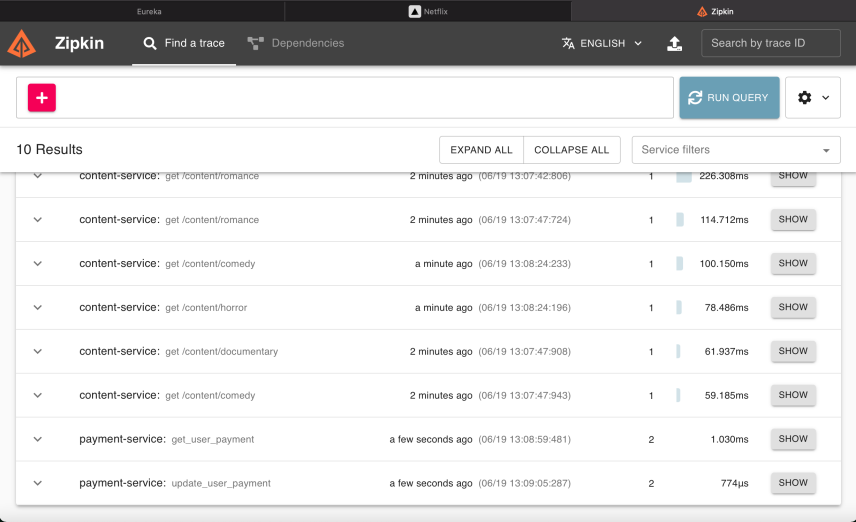 Eureka Netflix Zipkin
Zipkin Find a trace Dependencies ENGLISH Search by trace ID
+ RUN QUERY
10 Results EXPAND ALL COLLAPSE ALL Service filters
content-service: get /content/romance 2 minutes ago (06/19 13:07:42:806) 1 226.308ms SHOW
content-service: get /content/romance 2 minutes ago (06/19 13:07:47:724) 1 114.712ms SHOW
content-service: get /content/comedy a minute ago (06/19 13:08:24:233) 1 100.150ms SHOW
content-service: get /content/horror a minute ago (06/19 13:08:24:196) 1 78.486ms SHOW
content-service: get /content/documentary 2 minutes ago (06/19 13:07:47:908) 1 61.937ms SHOW
content-service: get /content/comedy 2 minutes ago (06/19 13:07:47:943) 1 59.185ms SHOW
payment-service: get_user_payment a few seconds ago (06/19 13:08:59:481) 2 1.030ms SHOW
payment-service: update_user_payment a few seconds ago (06/19 13:09:05:287) 2 774μs SHOW